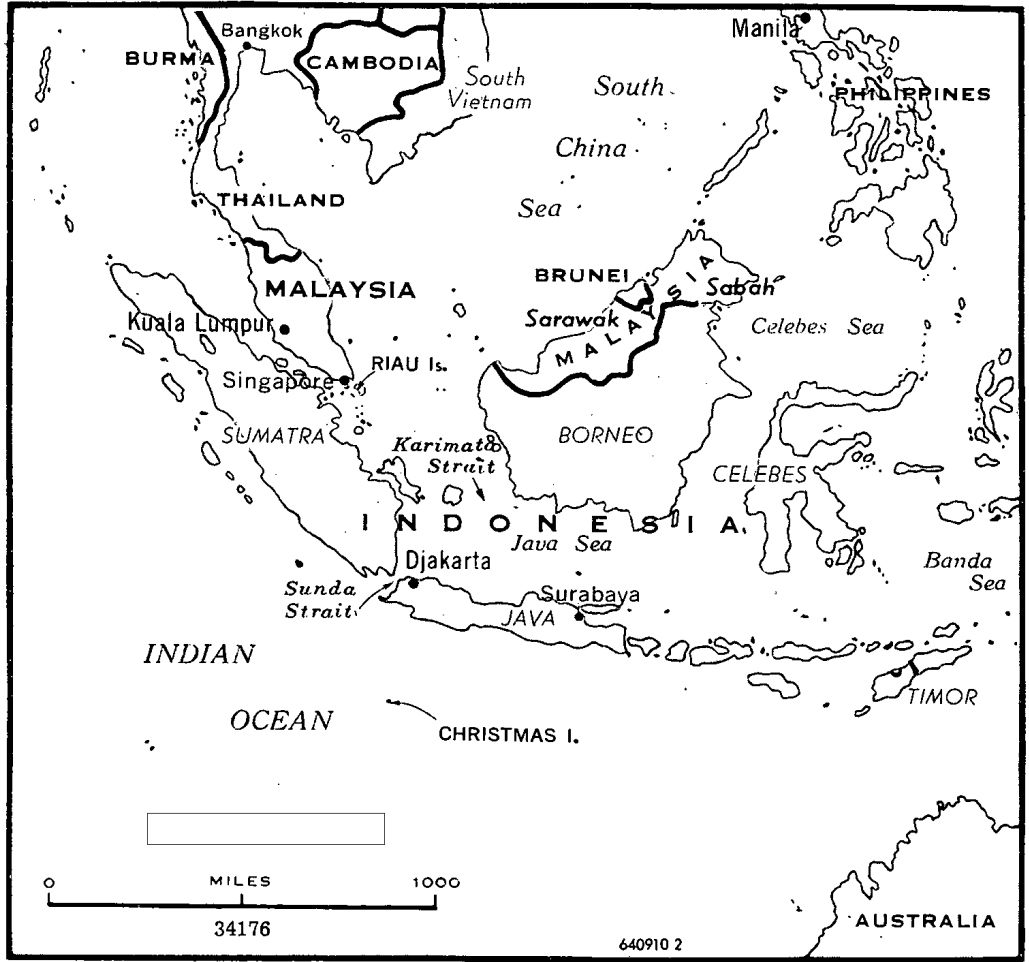 Manila
Bangkok
BURMA
CAMBODIA
South
Vietnam
South
China
Sea
PHILIPPINES
THAILAND
MALAYSIA
BRUNEI
Sabah
Sarawak
MALAYSIA
Celebes Sea
Kuala Lumpur
RIAU Is.
Singapore
SUMATRA
Karimata
Strait
BORNEO
CELEBES
INDONESIA
Java Sea
Djakarta
Sunda
Strait
Surabaya
JAVA
Banda
Sea
INDIAN
OCEAN
TIMOR
CHRISTMAS I.
0 MILES 1000
34176
AUSTRALIA
640910 2